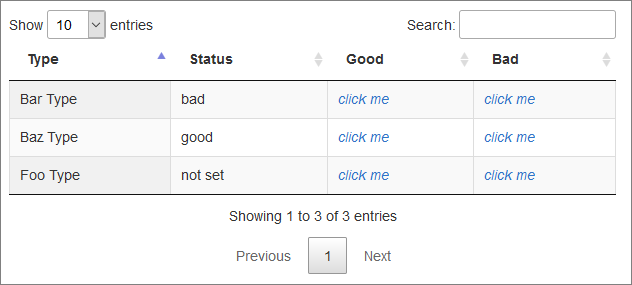 Show 10 entries Search:
Type Status Good Bad
Bar Type bad click me click me
Baz Type good click me click me
Foo Type not set click me click me
Showing 1 to 3 of 3 entries
Previous 1 Next